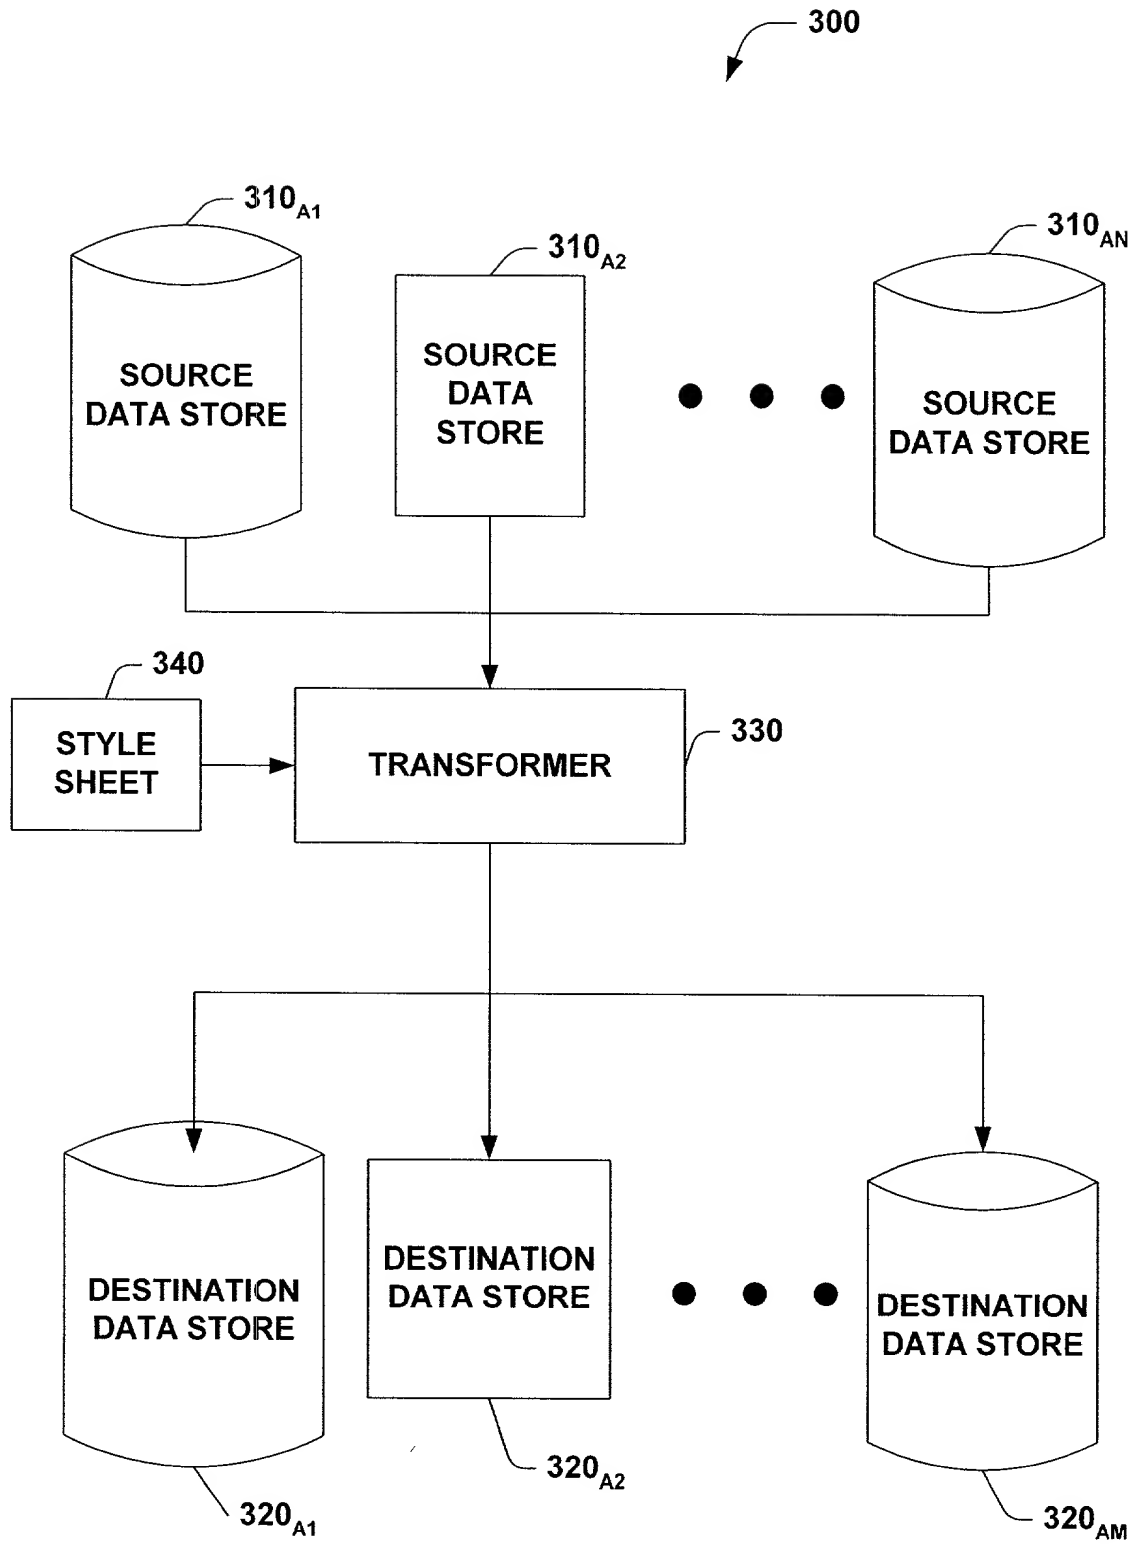 300
310A1
310A2
310AN
SOURCE
DATA STORE
SOURCE
DATA
STORE
SOURCE
DATA STORE
340
STYLE
SHEET
TRANSFORMER
330
DESTINATION
DATA STORE
DESTINATION
DATA STORE
DESTINATION
DATA STORE
320A1
320A2
320AM